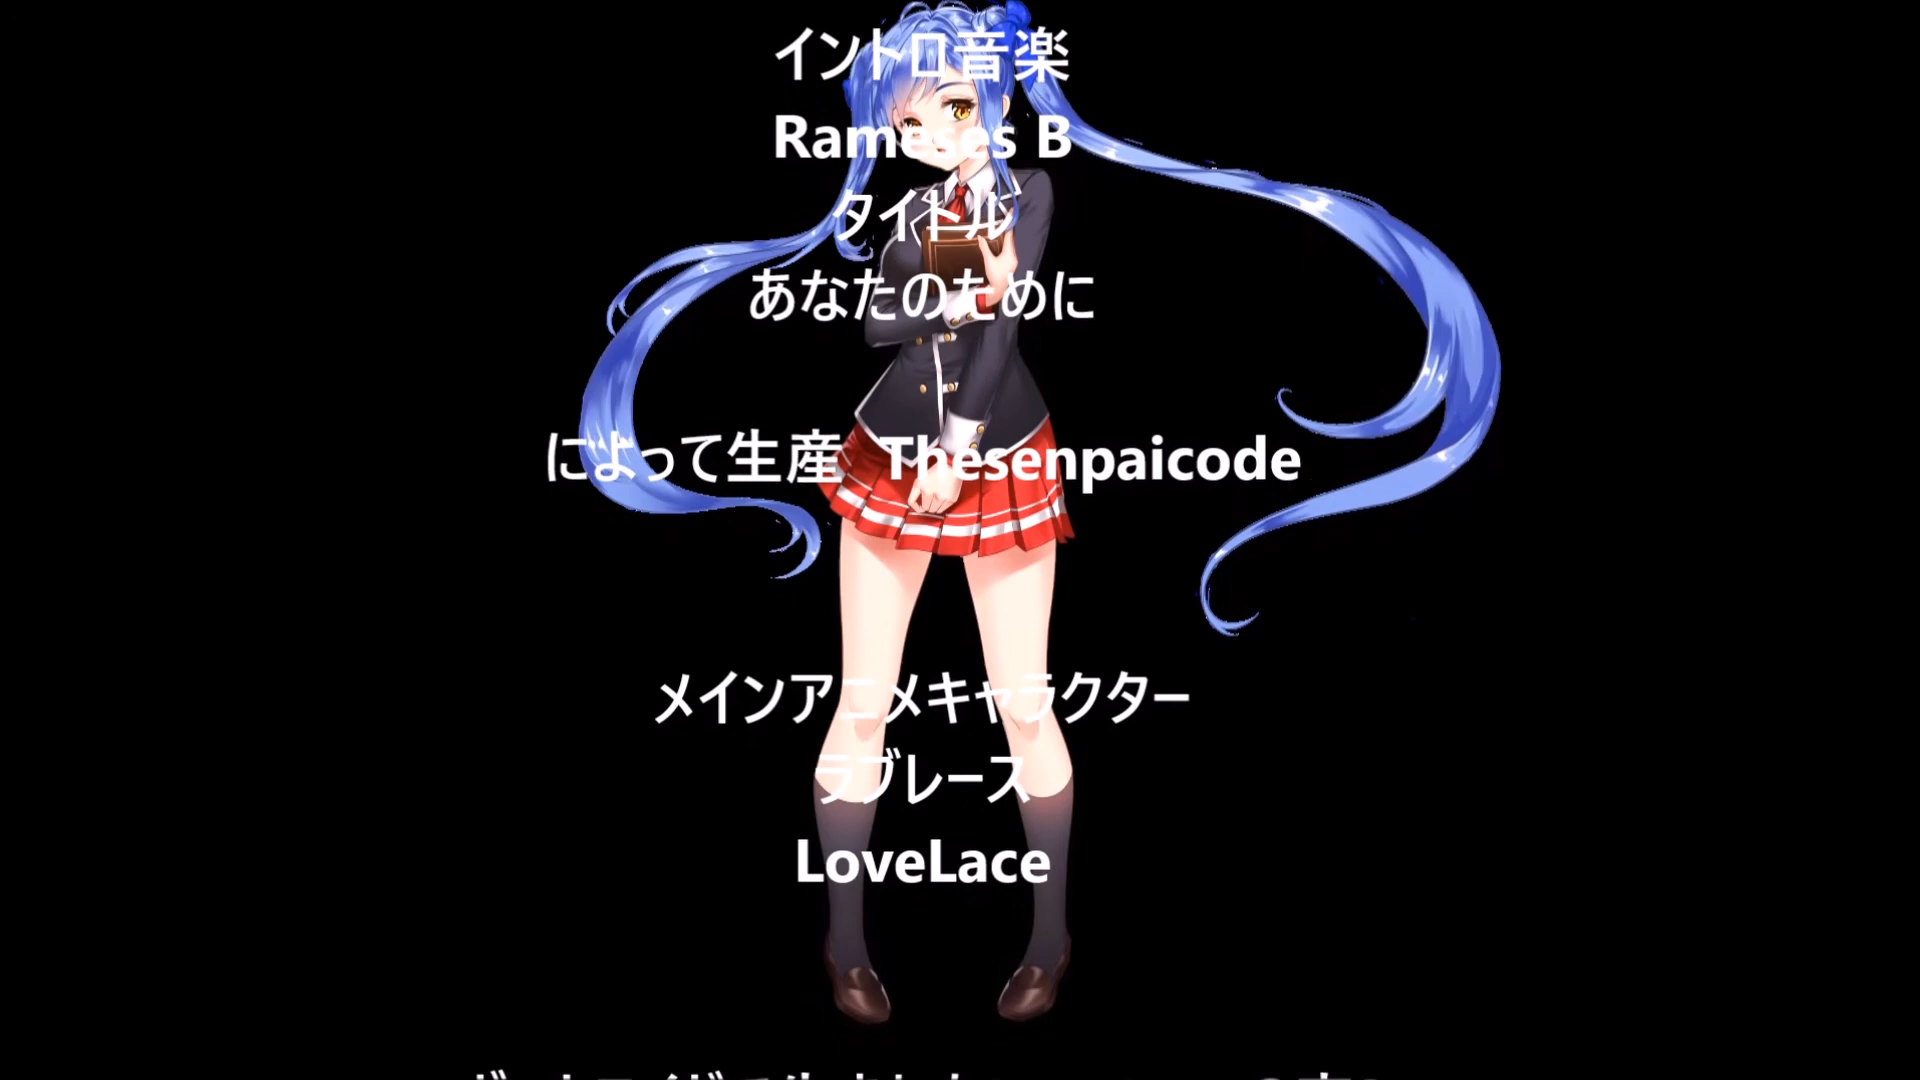 イントロ音楽
Rameses B
タイトル
あなたのために
によって生産 Thesenpaicode
メインアニメキャラクター
ラブレース
LoveLace